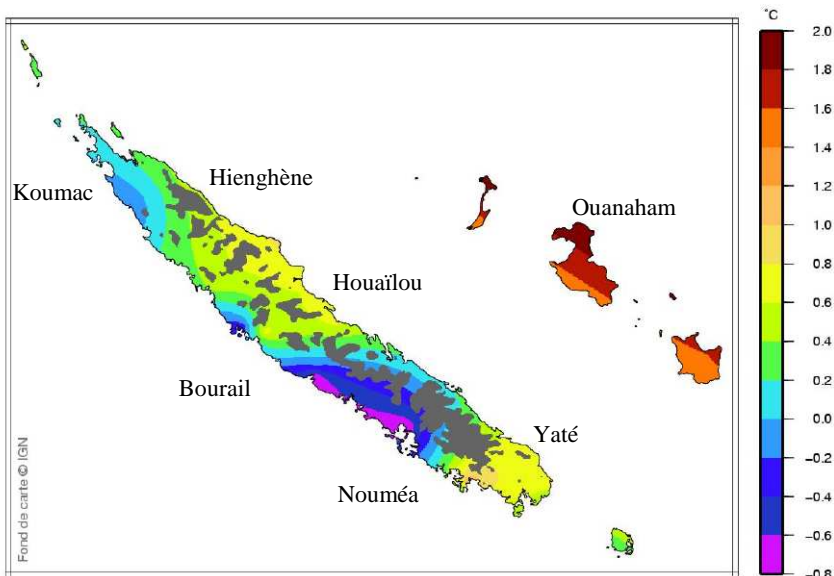 °C
2.0
1.8
1.6
1.4
1.2
1.0
0.8
0.6
0.4
0.2
0.0
−0.2
−0.4
−0.6
−0.8
Hienghène
Koumac
Ouanaham
Houaïlou
Bourail
Yaté
Nouméa
Fond de carte © IGN